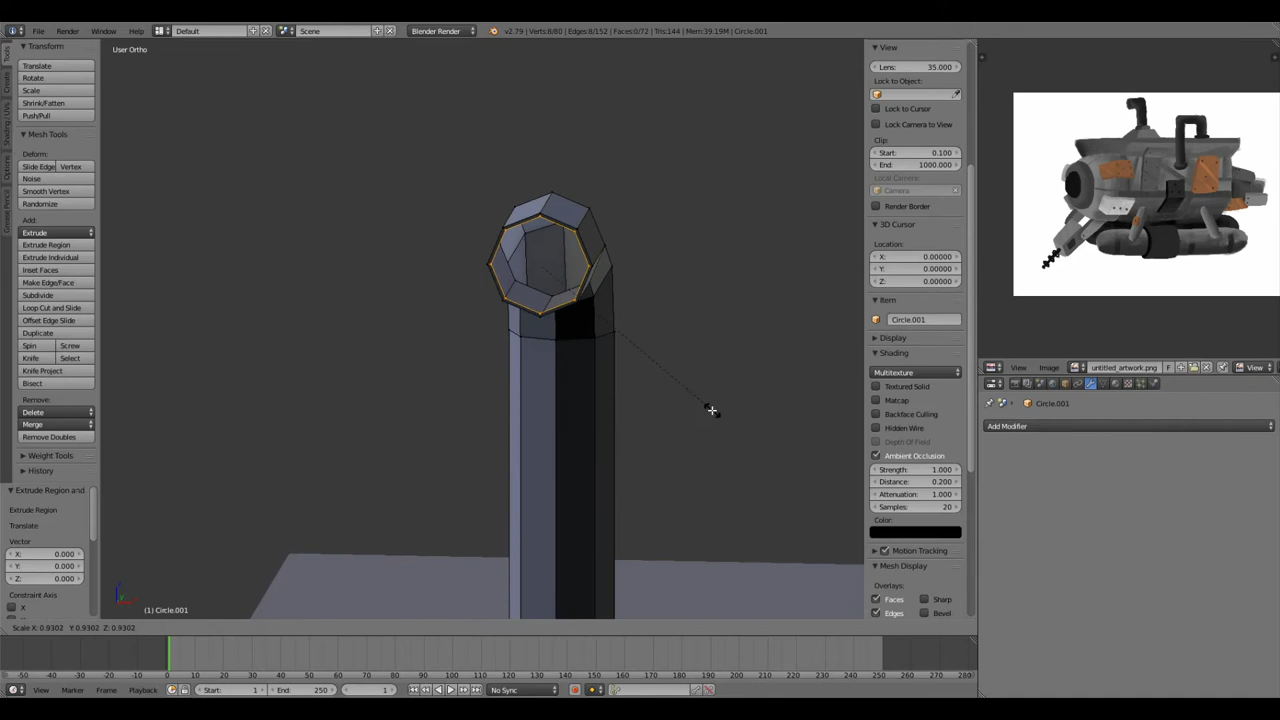 File Render Window Help Default Scene Blender Render v2.79 | Verts:8/80 | Edges:8/152 | Faces:0/72 | Tris:144 | Mem:39.19M | Circle.001
User Ortho
Tools
Create
Shading / UVs
Options
Grease Pencil
Transform
Translate
Rotate
Scale
Shrink/Fatten
Push/Pull
Mesh Tools
Deform:
Slide Edge Vertex
Noise
Smooth Vertex
Randomize
Add:
Extrude
Extrude Region
Extrude Individual
Inset Faces
Make Edge/Face
Subdivide
Loop Cut and Slide
Offset Edge Slide
Duplicate
Spin Screw
Knife Select
Knife Project
Bisect
Remove:
Delete
Merge
Remove Doubles
Weight Tools
History
Extrude Region and
Extrude Region
Translate
Vector
X: 0.000
Y: 0.000
Z: 0.000
Constraint Axis
X
(1) Circle.001
Scale X: 0.9302 Y: 0.9302 Z: 0.9302
View
Lens: 35.000
Lock to Object:
Lock to Cursor
Lock Camera to View
Clip:
Start: 0.100
End: 1000.000
Local Camera:
Camera
Render Border
3D Cursor
Location:
X: 0.00000
Y: 0.00000
Z: 0.00000
Item
Circle.001
Display
Shading
Multitexture
Textured Solid
Matcap
Backface Culling
Hidden Wire
Depth Of Field
Ambient Occlusion
Strength: 1.000
Distance: 0.200
Attenuation: 1.000
Samples: 20
Color:
Motion Tracking
Mesh Display
Overlays:
Faces Sharp
Edges Bevel
View Image untitled_artwork.png F View
Circle.001
Add Modifier
-50 -40 -30 -20 -10 0 10 20 30 40 50 60 70 80 90 100 110 120 130 140 150 160 170 180 190 200 210 220 230 240 250 260 270 280
View Marker Frame Playback Start: 1 End: 250 1 No Sync